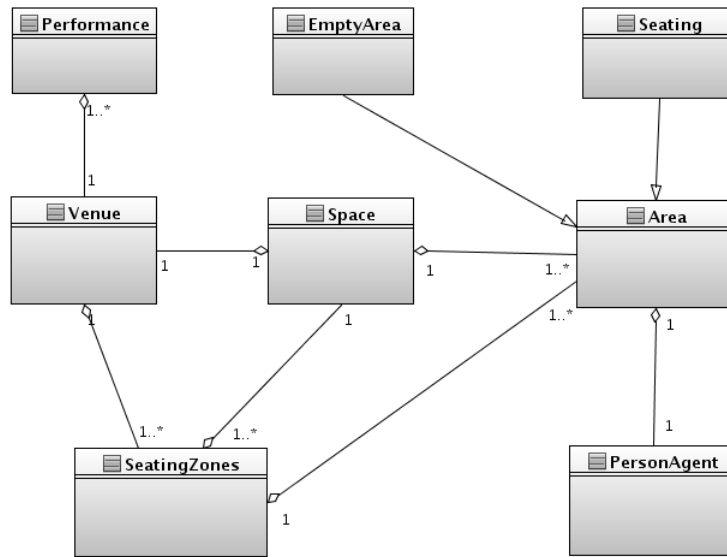 Performance
EmptyArea
Seating
1..*
1
Venue
Space
Area
1
1
1
1..*
1
1
1..*
1
1..*
1..*
1
SeatingZones
PersonAgent
1